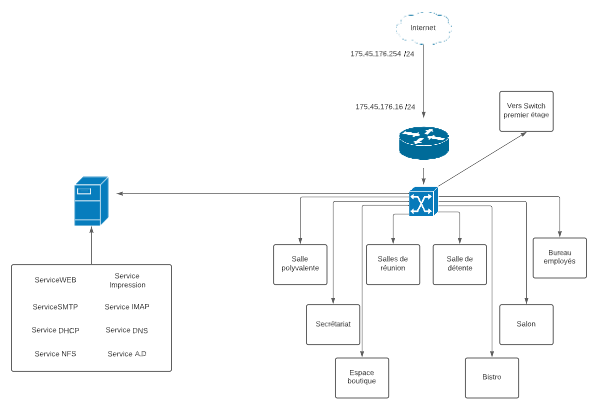 Internet
175.45.176.254 /24
175.45.176.16 /24
Vers Switch
premier étage
Salle
polyvalente
Salles de
réunion
Salle de
détente
Bureau
employés
Secrétariat
Salon
Espace
boutique
Bistro
ServiceWEB
Service
Impression
ServiceSMTP
Service IMAP
Service DHCP
Service DNS
Service NFS
Service A.D